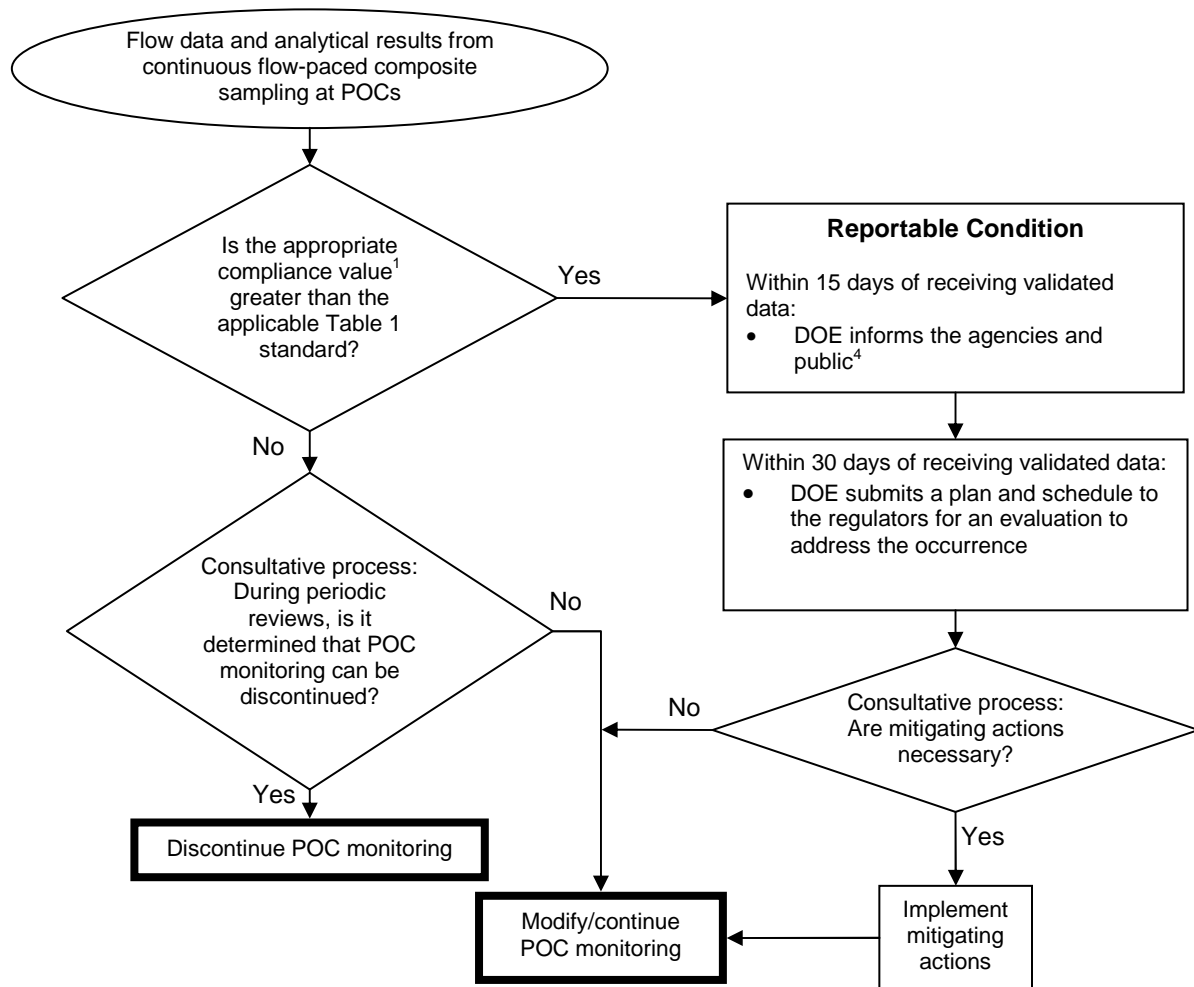 Flow data and analytical results from
continuous flow-paced composite
sampling at POCs
Is the appropriate
compliance value¹
greater than the
applicable Table 1
standard?
Yes
Reportable Condition
Within 15 days of receiving validated
data:
• DOE informs the agencies and
public⁴
No
Within 30 days of receiving validated data:
• DOE submits a plan and schedule to
the regulators for an evaluation to
address the occurrence
Consultative process:
During periodic
reviews, is it
determined that POC
monitoring can be
discontinued?
No
Consultative process:
Are mitigating actions
necessary?
No
Yes
Discontinue POC monitoring
Yes
Implement
mitigating
actions
Modify/continue
POC monitoring